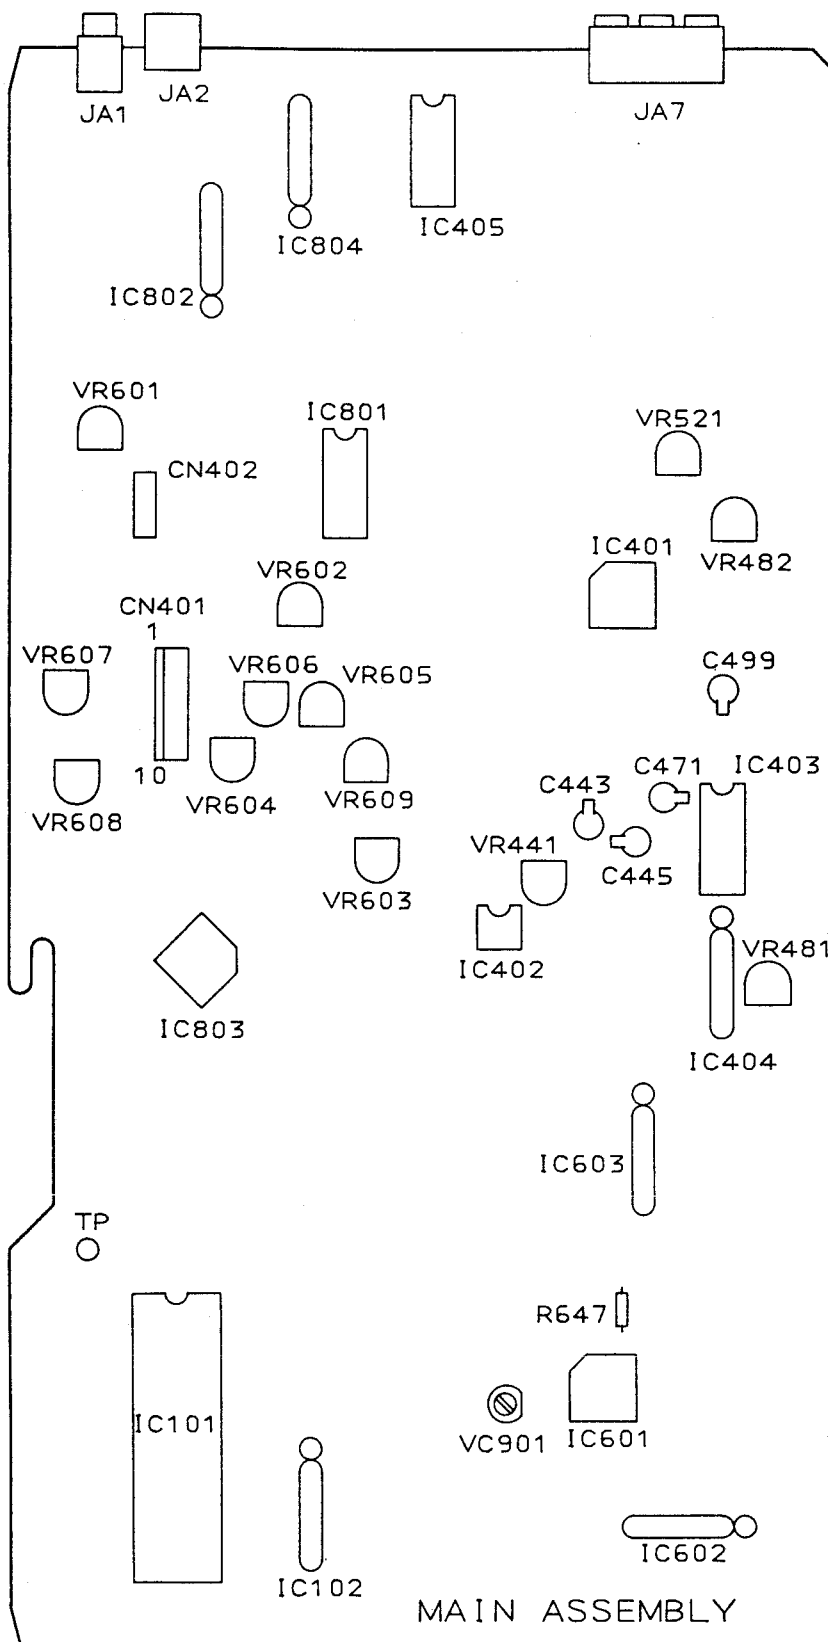 JA1
JA2
JA7
IC804
IC405
IC802
VR601
IC801
VR521
CN402
IC401
VR482
VR602
CN401
1
VR607
VR606
VR605
C499
10
VR608
VR604
VR609
C443
C471
IC403
VR441
C445
VR603
IC402
VR481
IC803
IC404
IC603
TP
R647
IC101
VC901
IC601
IC602
IC102
MAIN ASSEMBLY